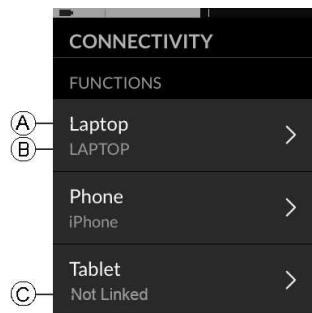 CONNECTIVITY
FUNCTIONS
A Laptop
B LAPTOP
Phone
iPhone
Tablet
C Not Linked